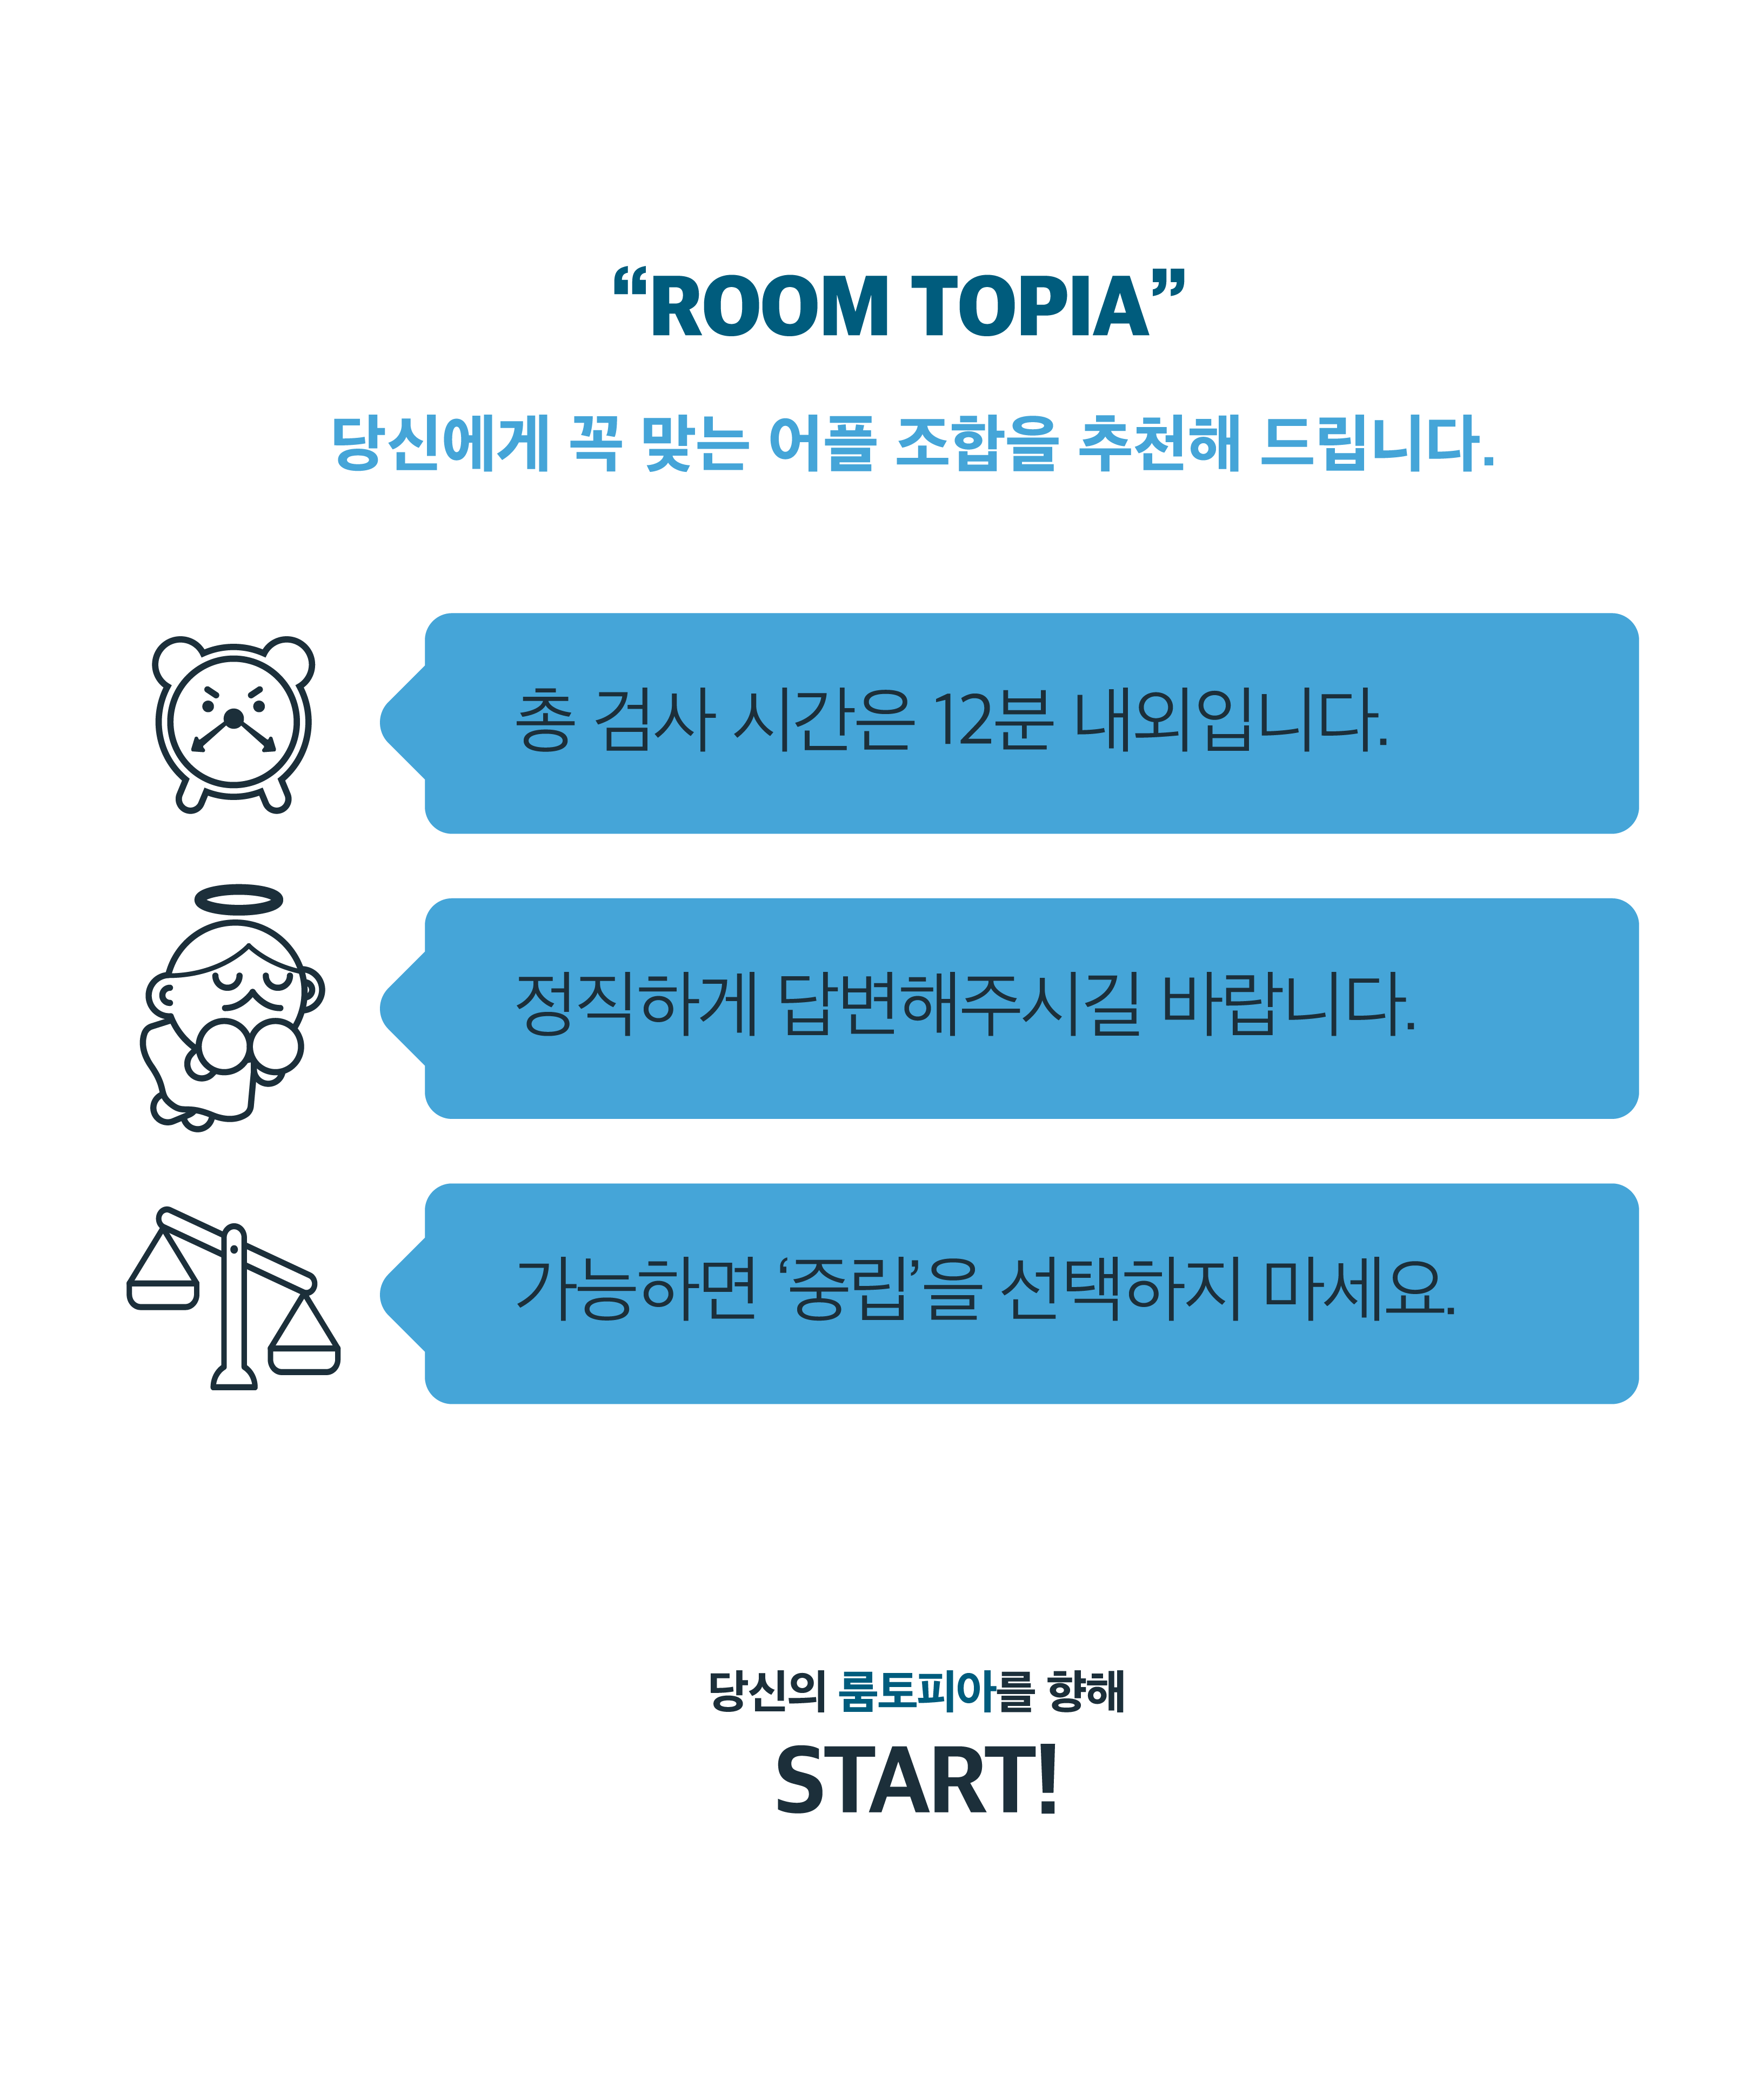 “ROOM TOPIA”
당신에게 꼭 맞는 어플 조합을 추천해 드립니다.
총 검사 시간은 12분 내외입니다.
정직하게 답변해주시길 바랍니다.
가능하면 ‘중립’을 선택하지 마세요.
당신의 룸토피아를 향해
START!